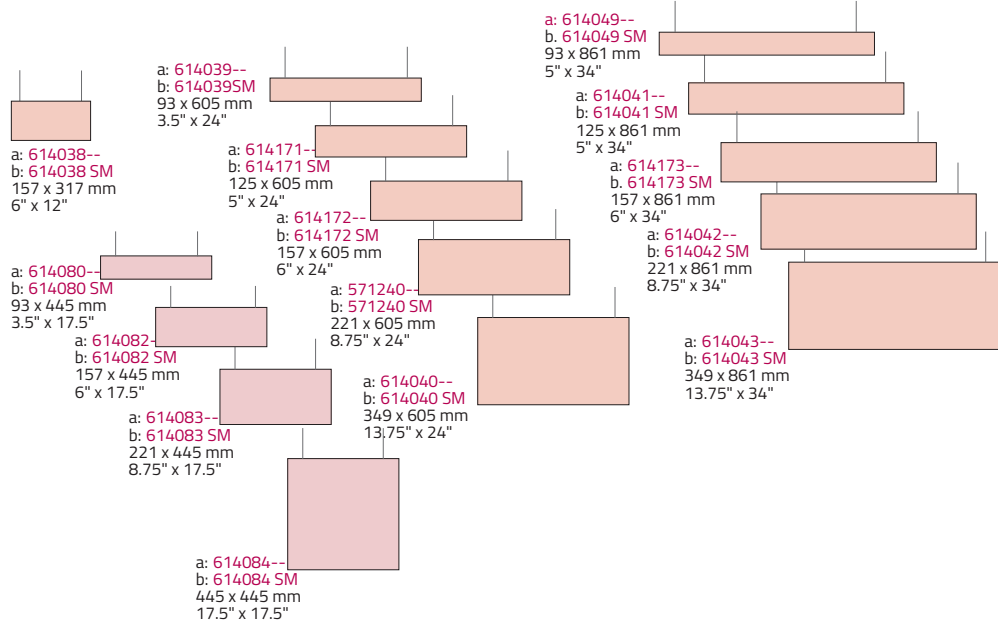 a: 614038--
b: 614038 SM
157 x 317 mm
6" x 12"
a: 614080--
b: 614080 SM
93 x 445 mm
3.5" x 17.5"
a: 614082-
b: 614082 SM
157 x 445 mm
6" x 17.5"
a: 614083--
b: 614083 SM
221 x 445 mm
8.75" x 17.5"
a: 614084--
b: 614084 SM
445 x 445 mm
17.5" x 17.5"
a: 614039--
b: 614039SM
93 x 605 mm
3.5" x 24"
a: 614171--
b: 614171 SM
125 x 605 mm
5" x 24"
a: 614172--
b: 614172 SM
157 x 605 mm
6" x 24"
a: 571240--
b: 571240 SM
221 x 605 mm
8.75" x 24"
a: 614040--
b: 614040 SM
349 x 605 mm
13.75" x 24"
a: 614049--
b. 614049 SM
93 x 861 mm
5" x 34"
a: 614041--
b: 614041 SM
125 x 861 mm
5" x 34"
a: 614173--
b: 614173 SM
157 x 861 mm
6" x 34"
a: 614042--
b: 614042 SM
221 x 861 mm
8.75" x 34"
a: 614043--
b: 614043 SM
349 x 861 mm
13.75" x 34"